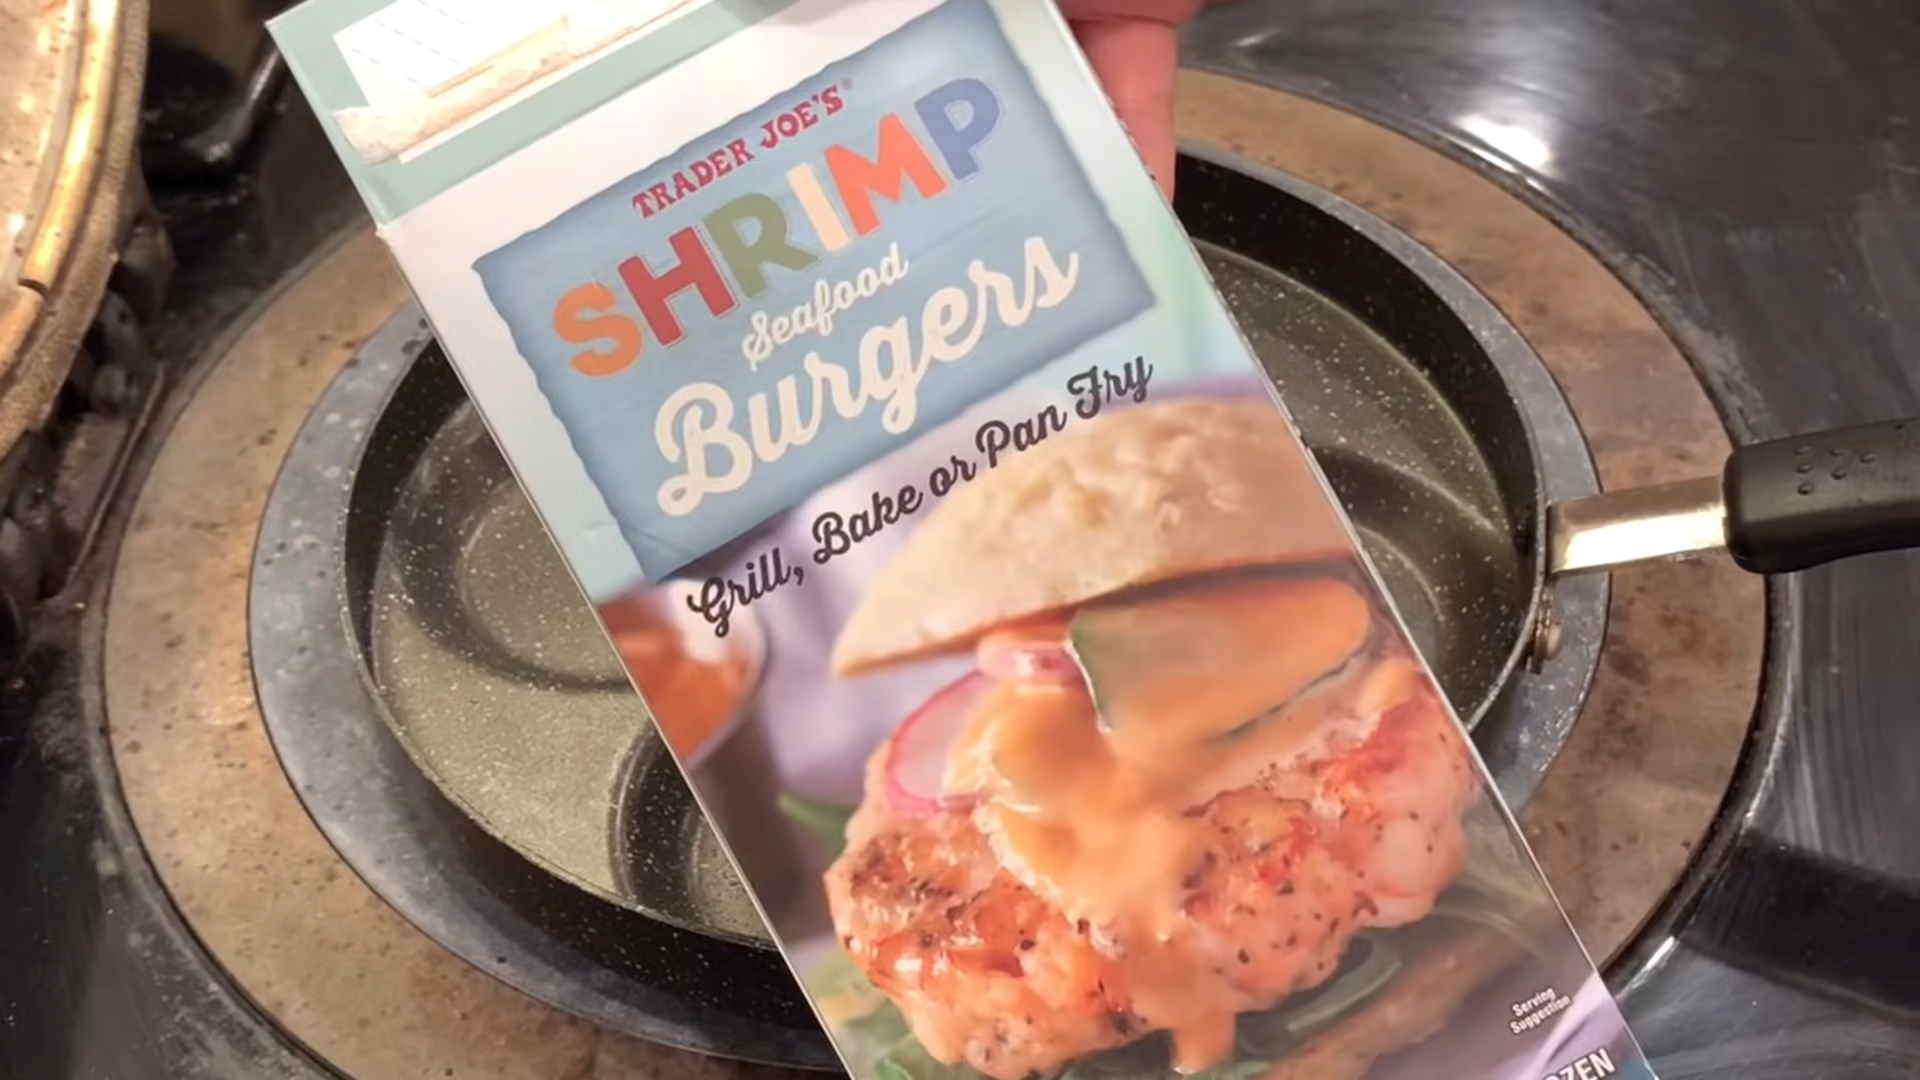 TRADER JOE'S®
SHRIMP
Seafood
Burgers
Grill, Bake or Pan Fry
Serving
Suggestion